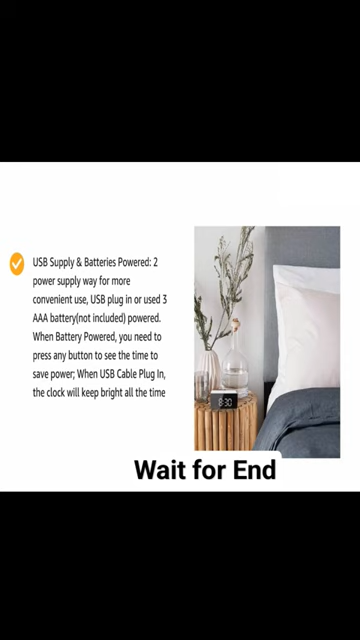 USB Supply & Batteries Powered: 2
power supply way for more
convenient use, USB plug in or used 3
AAA battery(not included) powered.
When Battery Powered, you need to
press any button to see the time to
save power; When USB Cable Plug In,
the clock will keep bright all the time
8:30
Wait for End